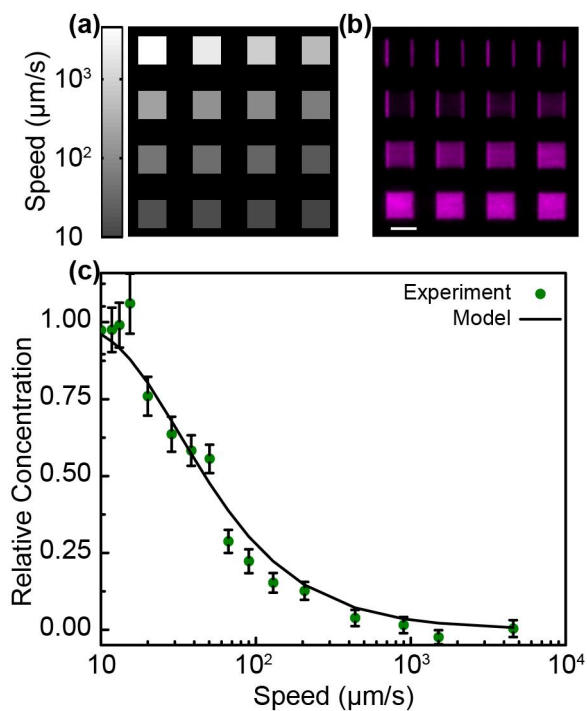 (a)
(b)
Speed (μm/s)
10³
10²
10
(c)
Experiment
Model
Relative Concentration
1.00
0.75
0.50
0.25
0.00
10
10²
10³
10⁴
Speed (μm/s)